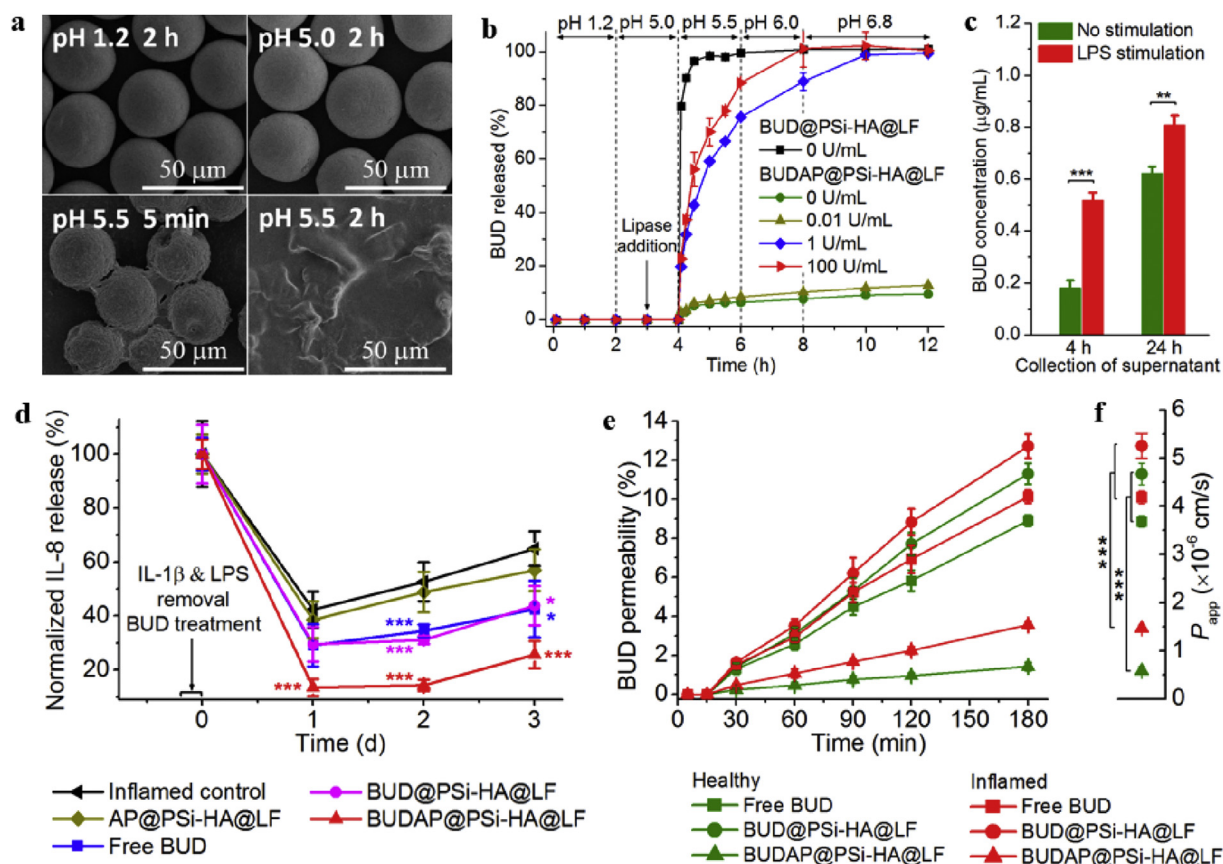 a
pH 1.2 2 h
50 µm
pH 5.0 2 h
50 µm
pH 5.5 5 min
50 µm
pH 5.5 2 h
50 µm
b
pH 1.2
pH 5.0
pH 5.5
pH 6.0
pH 6.8
BUD released (%)
100
80
60
40
20
0
Lipase
addition
BUD@PSi-HA@LF
0 U/mL
BUDAP@PSi-HA@LF
0 U/mL
0.01 U/mL
1 U/mL
100 U/mL
0 1 2 3 4 5 6 7 8 9 10 11 12
Time (h)
c
No stimulation
LPS stimulation
BUD concentration (µg/mL)
1.2
1.0
0.8
0.6
0.4
0.2
0.0
***
**
4 h
24 h
Collection of supernatant
d
Normalized IL-8 release (%)
100
80
60
40
20
IL-1β & LPS
removal
BUD treatment
***
***
***
***
*
*
***
0 1 2 3
Time (d)
Inflamed control
AP@PSi-HA@LF
Free BUD
BUD@PSi-HA@LF
BUDAP@PSi-HA@LF
e
BUD permeability (%)
14
12
10
8
6
4
2
0
0 30 60 90 120 150 180
Time (min)
f
***
***
6
5
4
3
2
1
0
Papp (×10-6 cm/s)
Healthy
Free BUD
BUD@PSi-HA@LF
BUDAP@PSi-HA@LF
Inflamed
Free BUD
BUD@PSi-HA@LF
BUDAP@PSi-HA@LF